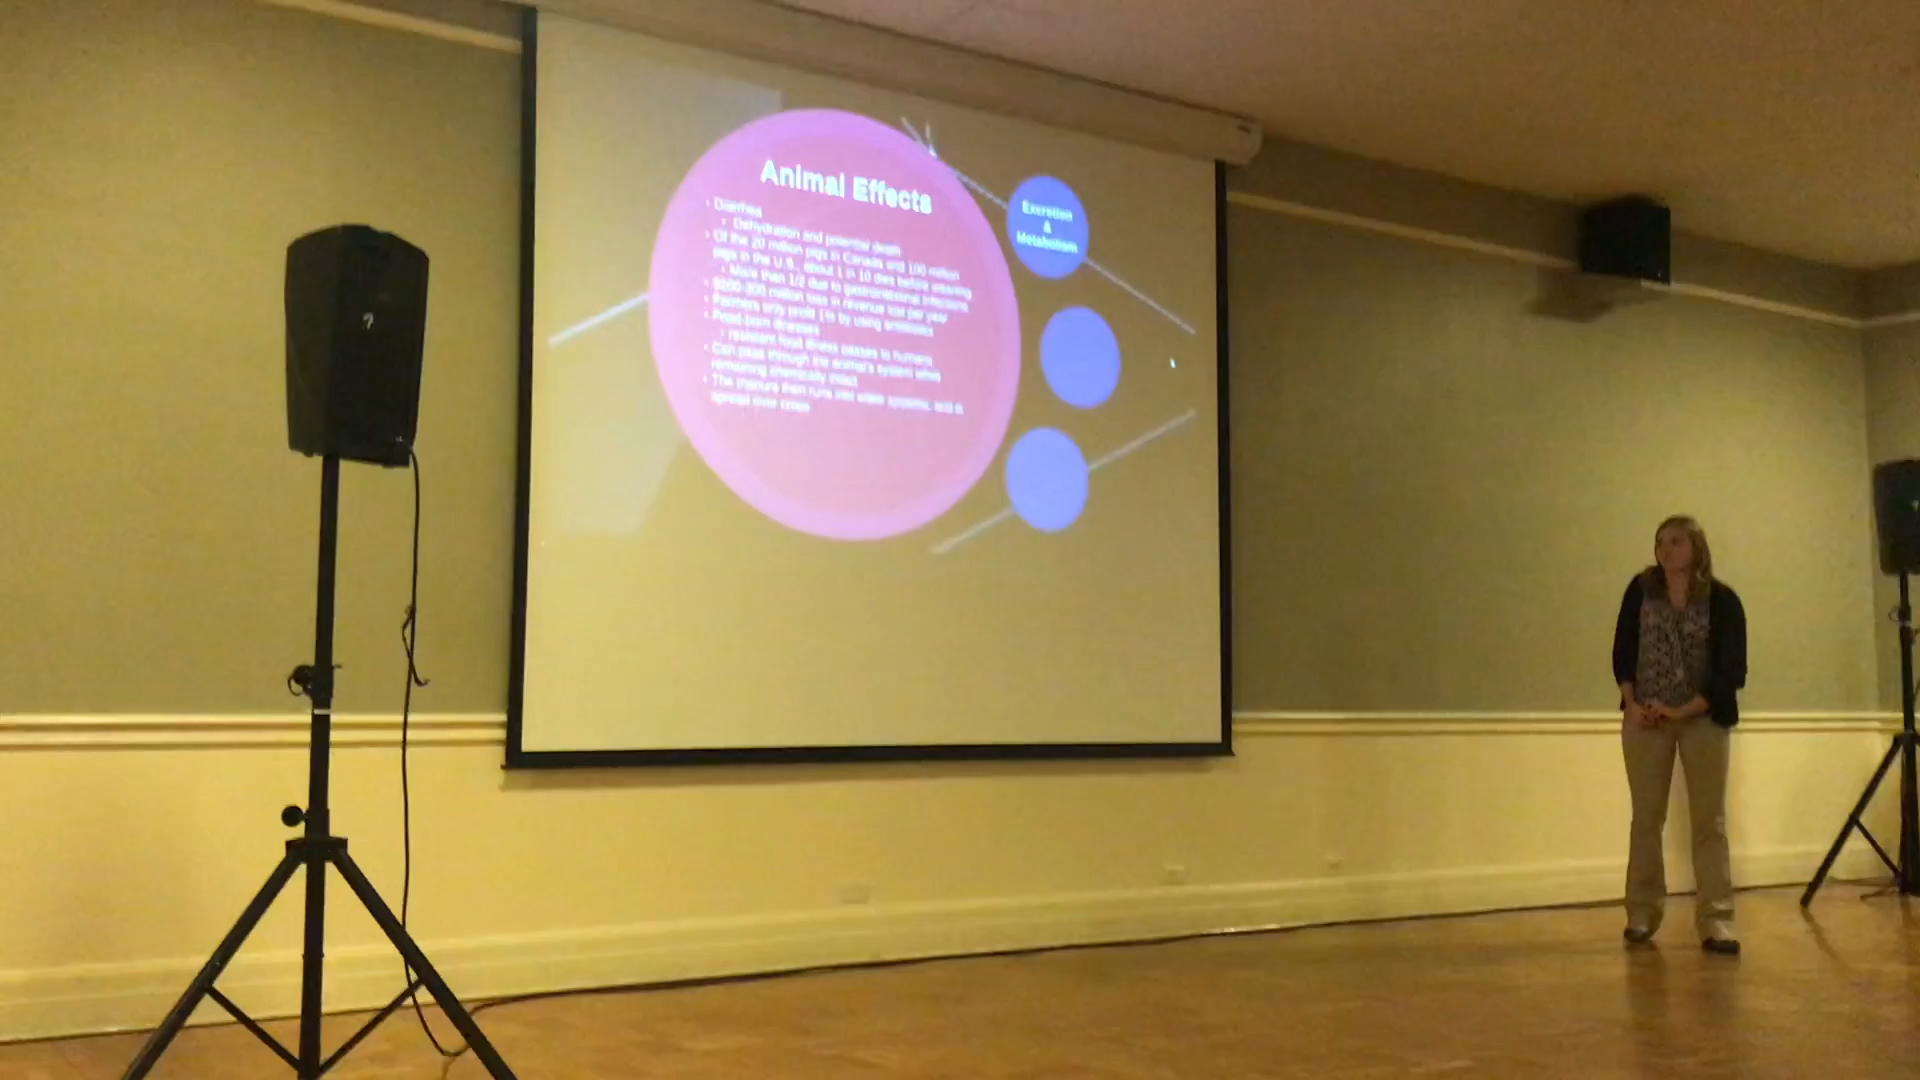 Animal Effects
Diarrhea
Dehydration and potential death
Of the 20 million pigs in Canada and 100 million
pigs in the U.S., about 1 in 10 dies before weaning
More than 1/2 due to gastrointestinal infections
$200-300 million loss in revenue lost per year
Farmers only profit 1% by using antibiotics
Food-born illnesses
resistant food illness passes to humans
Can pass through the animal's system while
remaining chemically intact
The manure then runs into water systems, and is
spread over crops
Excretion
&
Metabolism